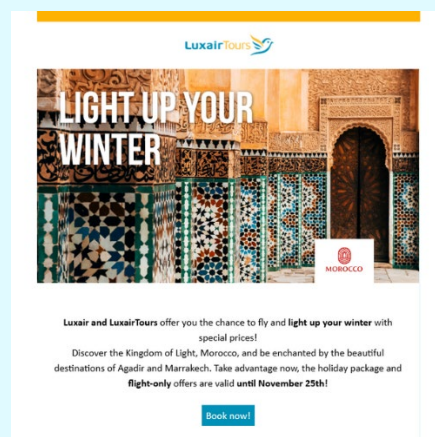 LuxairTours
LIGHT UP YOUR
WINTER
MOROCCO
Luxair and LuxairTours offer you the chance to fly and light up your winter with
special prices!
Discover the Kingdom of Light, Morocco, and be enchanted by the beautiful
destinations of Agadir and Marrakech. Take advantage now, the holiday package and
flight-only offers are valid until November 25th!
Book now!